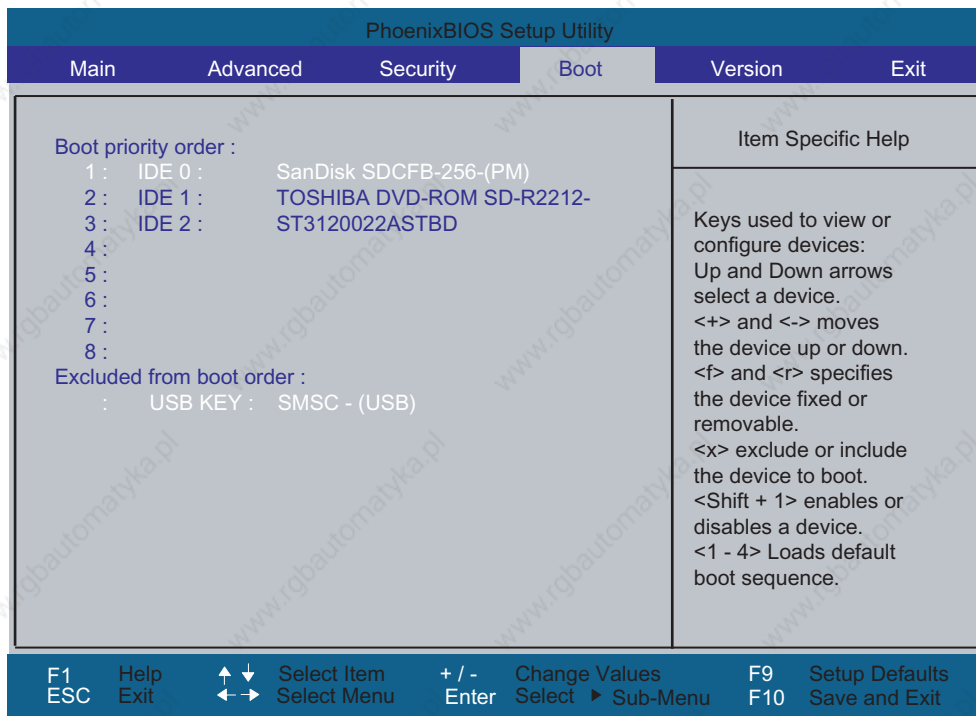 PhoenixBIOS Setup Utility
Main Advanced Security Boot Version Exit
Boot priority order :
1 : IDE 0 : SanDisk SDCFB-256-(PM)
2 : IDE 1 : TOSHIBA DVD-ROM SD-R2212-
3 : IDE 2 : ST3120022ASTBD
4 :
5 :
6 :
7 :
8 :
Excluded from boot order :
: USB KEY : SMSC - (USB)
Item Specific Help
Keys used to view or
configure devices:
Up and Down arrows
select a device.
<+> and <-> moves
the device up or down.
<f> and <r> specifies
the device fixed or
removable.
<x> exclude or include
the device to boot.
<Shift + 1> enables or
disables a device.
<1 - 4> Loads default
boot sequence.
F1 Help Select Item + / - Change Values F9 Setup Defaults
ESC Exit Select Menu Enter Select Sub-Menu F10 Save and Exit
www.rgbautomatyka.pl